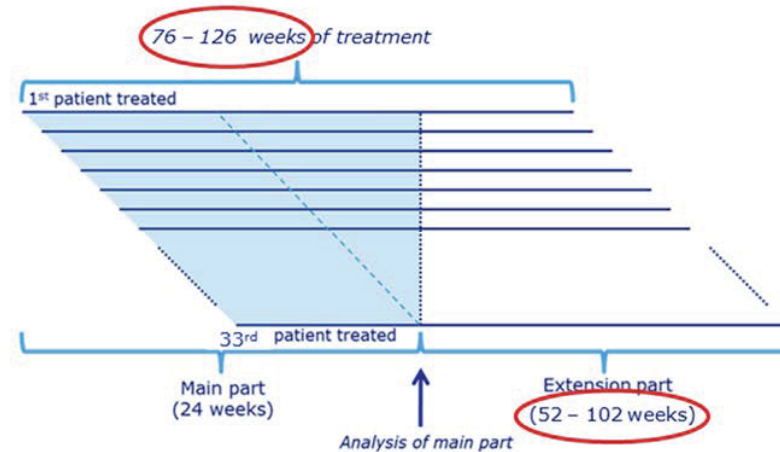 76 – 126 weeks of treatment
1st patient treated
33rd patient treated
Main part
(24 weeks)
Extension part
(52 – 102 weeks)
Analysis of main part